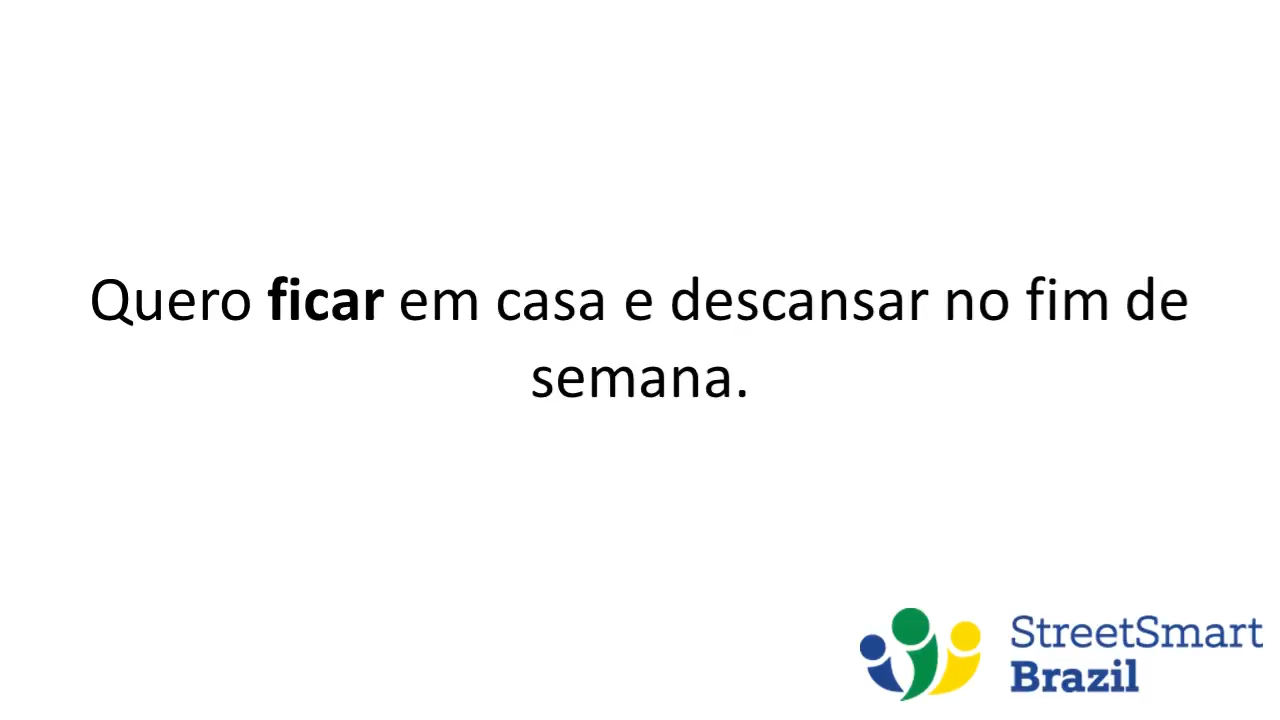 Quero ficar em casa e descansar no fim de
semana.
StreetSmart
Brazil